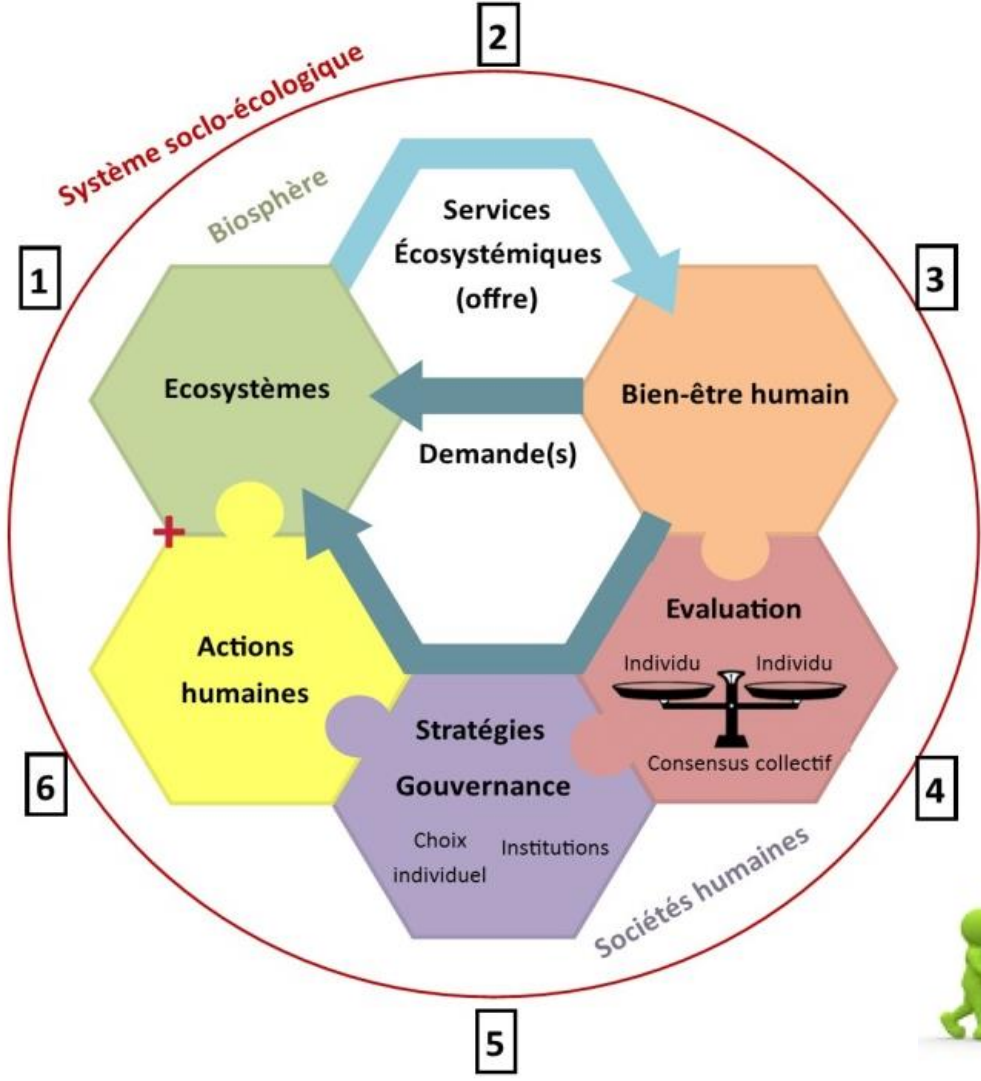 2
Système soclo-écologique
Biosphère
Services
Écosystémiques
(offre)
1
3
Ecosystèmes
Bien-être humain
Demande(s)
Evaluation
Individu Individu
Consensus collectif
Actions
humaines
Stratégies
Gouvernance
Choix
individuel
Institutions
6
4
Sociétés humaines
5